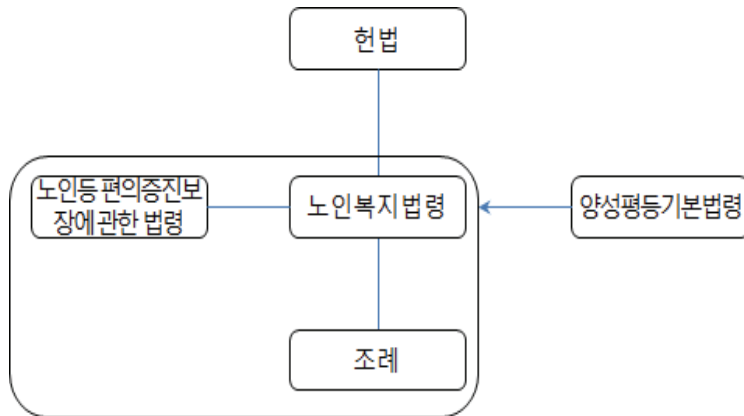 헌법
노인등 편의증진보
장에 관한 법령
노인복지법령
양성평등기본법령
조례